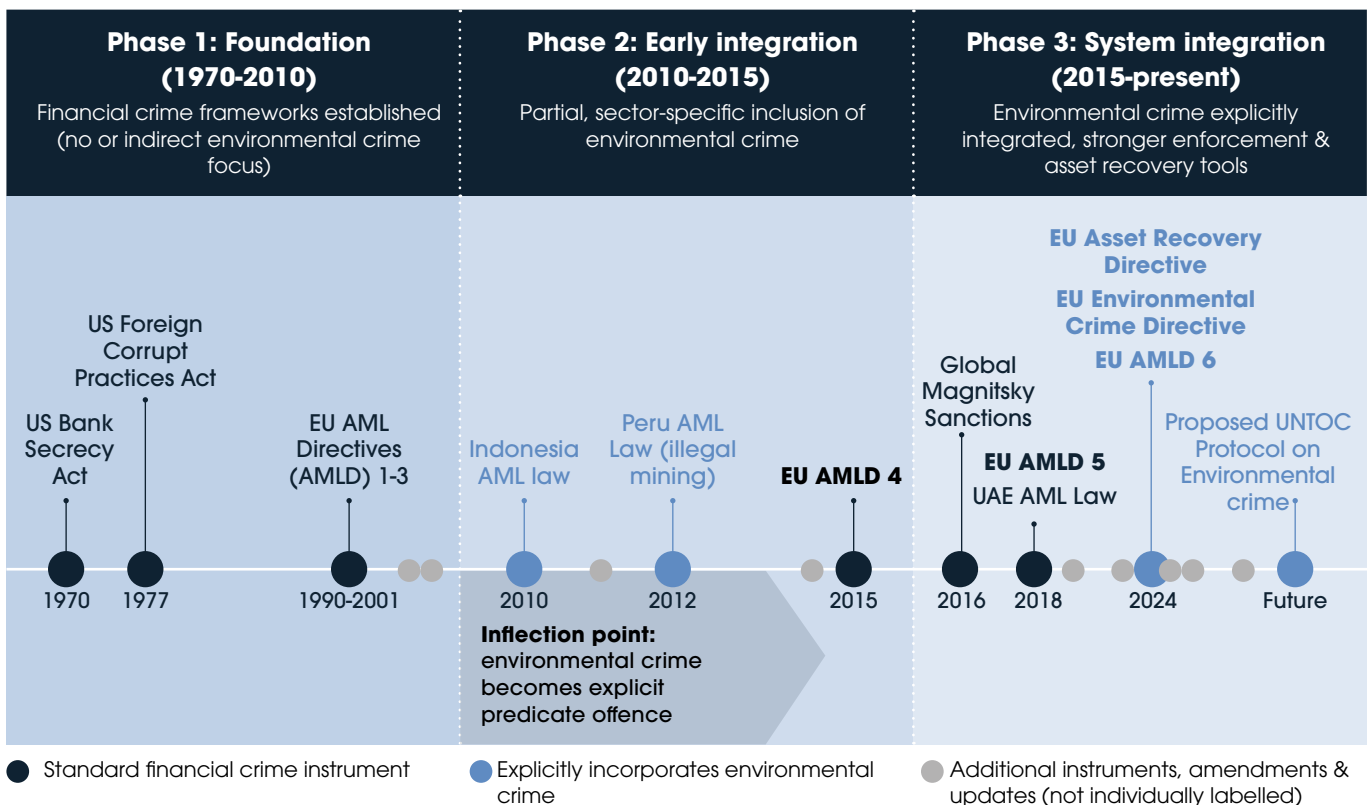 Phase 1: Foundation
(1970-2010)
Financial crime frameworks established
(no or indirect environmental crime
focus)
Phase 2: Early integration
(2010-2015)
Partial, sector-specific inclusion of
environmental crime
Phase 3: System integration
(2015-present)
Environmental crime explicitly
integrated, stronger enforcement &
asset recovery tools
US Bank
Secrecy
Act
US Foreign
Corrupt
Practices Act
EU AML
Directives
(AMLD) 1-3
Indonesia
AML law
Peru AML
Law (illegal
mining)
EU AMLD 4
Global
Magnitsky
Sanctions
EU AMLD 5
UAE AML Law
EU Asset Recovery
Directive
EU Environmental
Crime Directive
EU AMLD 6
Proposed UNTOC
Protocol on
Environmental
crime
1970
1977
1990-2001
2010
2012
2015
2016
2018
2024
Future
Inflection point:
environmental crime
becomes explicit
predicate offence
Standard financial crime instrument
Explicitly incorporates environmental
crime
Additional instruments, amendments &
updates (not individually labelled)